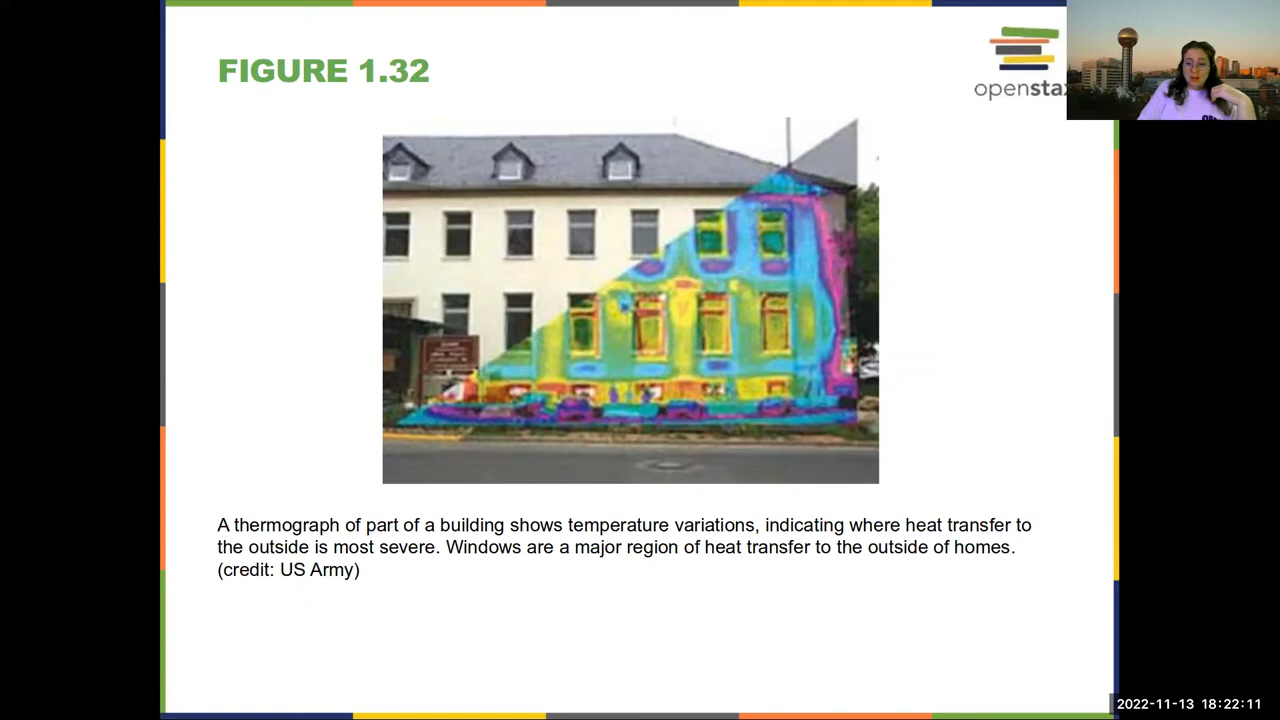 FIGURE 1.32
openstax
A thermograph of part of a building shows temperature variations, indicating where heat transfer to
the outside is most severe. Windows are a major region of heat transfer to the outside of homes.
(credit: US Army)
2022-11-13 18:22:11